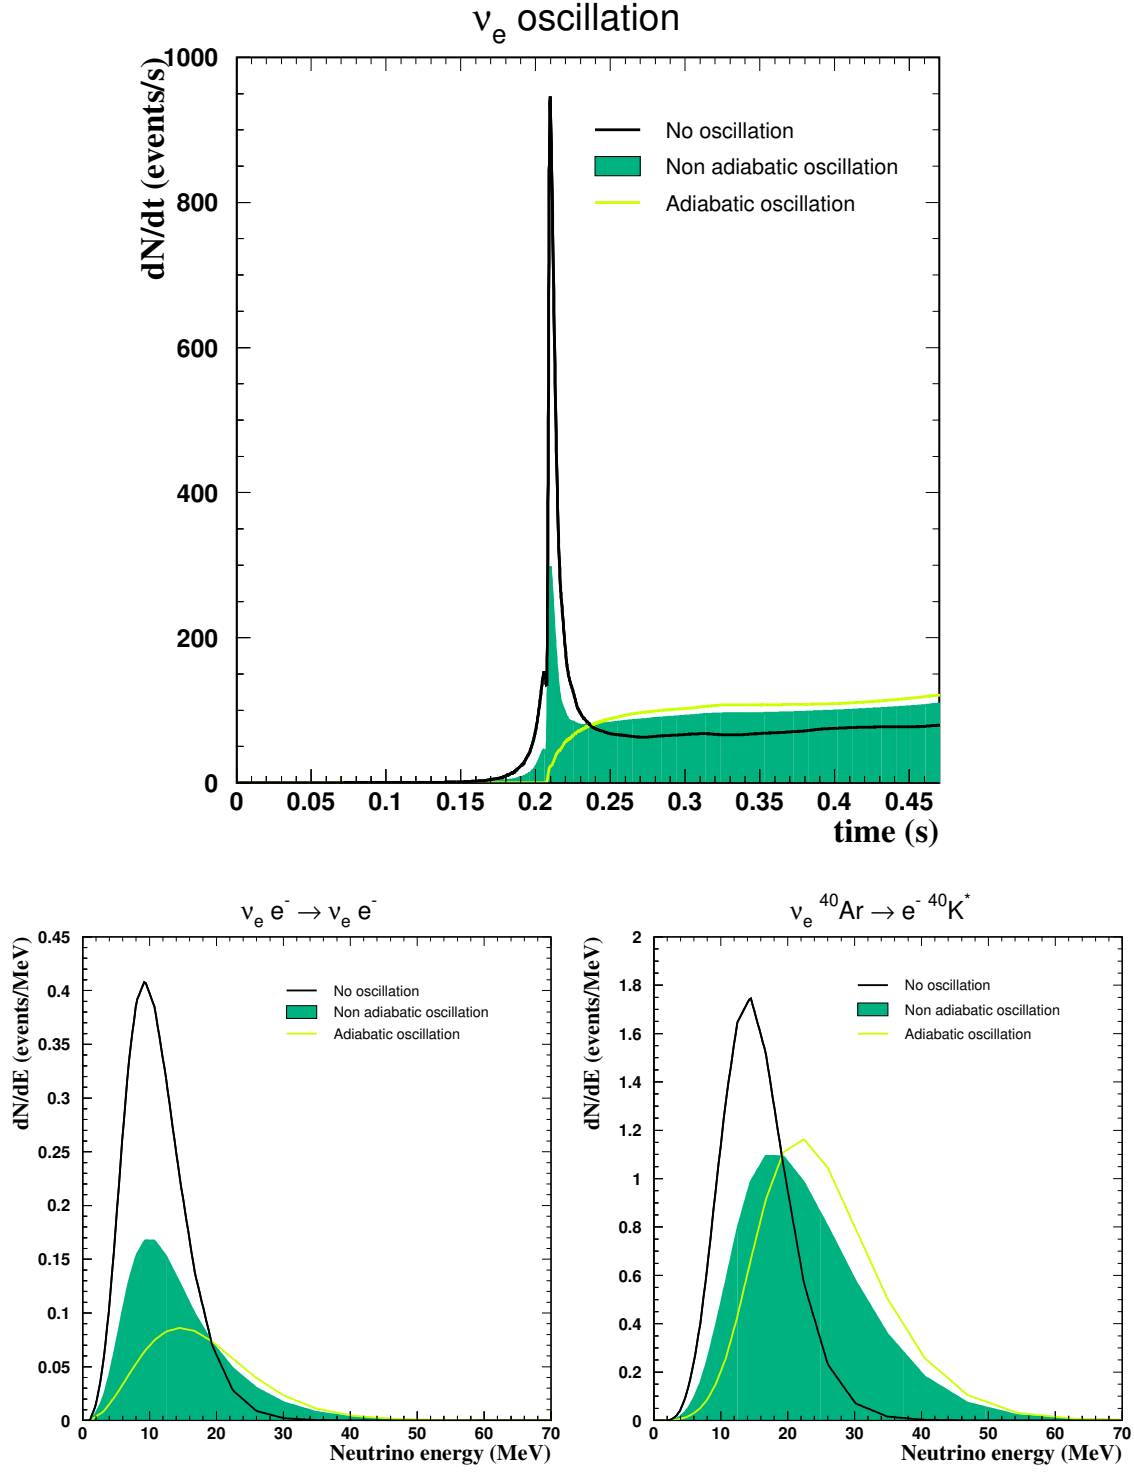 νe oscillation
dN/dt (events/s)
1000
800
600
400
200
0
No oscillation
Non adiabatic oscillation
Adiabatic oscillation
0 0.05 0.1 0.15 0.2 0.25 0.3 0.35 0.4 0.45
time (s)
νe e- → νe e-
dN/dE (events/MeV)
0.45
0.4
0.35
0.3
0.25
0.2
0.15
0.1
0.05
0
No oscillation
Non adiabatic oscillation
Adiabatic oscillation
0 10 20 30 40 50 60 70
Neutrino energy (MeV)
νe 40Ar → e- 40K*
dN/dE (events/MeV)
2
1.8
1.6
1.4
1.2
1
0.8
0.6
0.4
0.2
0
No oscillation
Non adiabatic oscillation
Adiabatic oscillation
0 10 20 30 40 50 60 70
Neutrino energy (MeV)